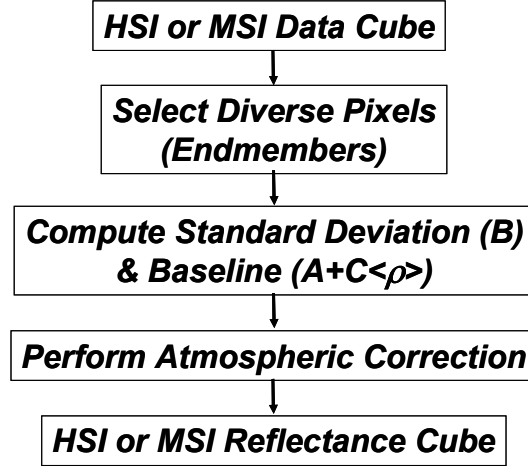 HSI or MSI Data Cube
Select Diverse Pixels
(Endmembers)
Compute Standard Deviation (B)
& Baseline (A+C<ρ>)
Perform Atmospheric Correction
HSI or MSI Reflectance Cube